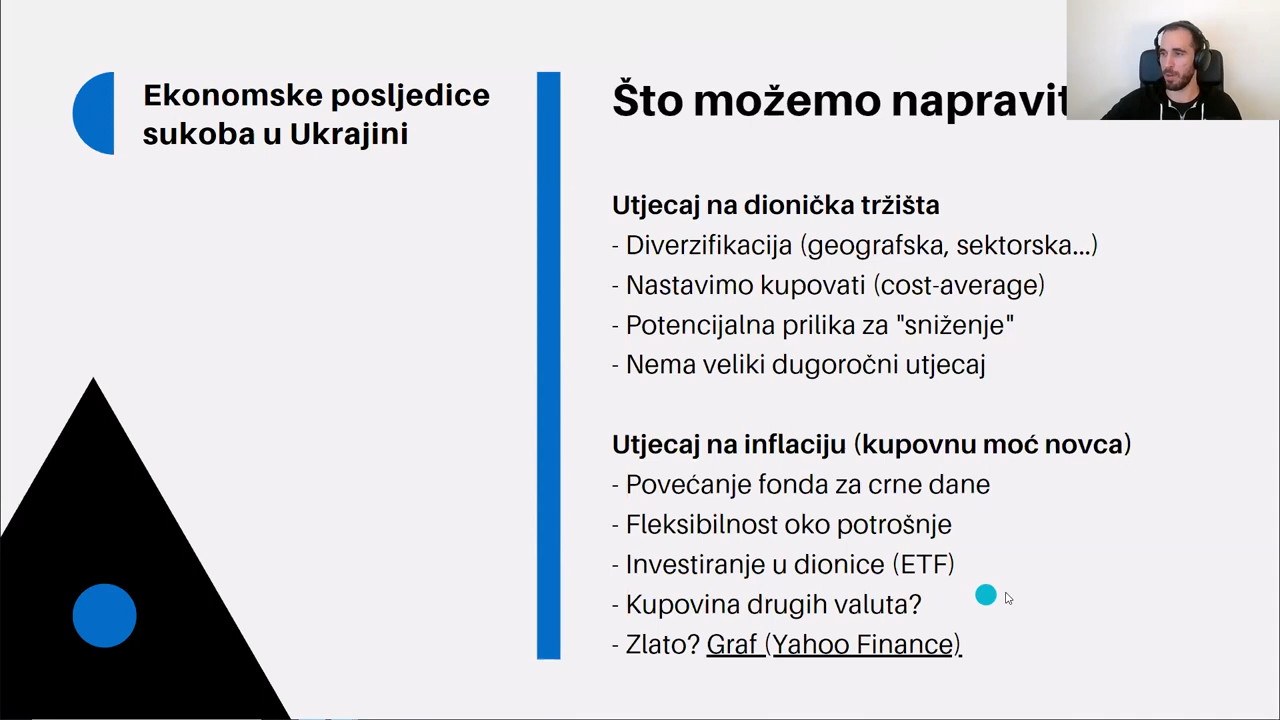 Ekonomske posljedice
sukoba u Ukrajini
Što možemo napravit
Utjecaj na dionička tržišta
- Diverzifikacija (geografska, sektorska...)
- Nastavimo kupovati (cost-average)
- Potencijalna prilika za "sniženje"
- Nema veliki dugoročni utjecaj
Utjecaj na inflaciju (kupovnu moć novca)
- Povećanje fonda za crne dane
- Fleksibilnost oko potrošnje
- Investiranje u dionice (ETF)
- Kupovina drugih valuta?
- Zlato? Graf (Yahoo Finance)